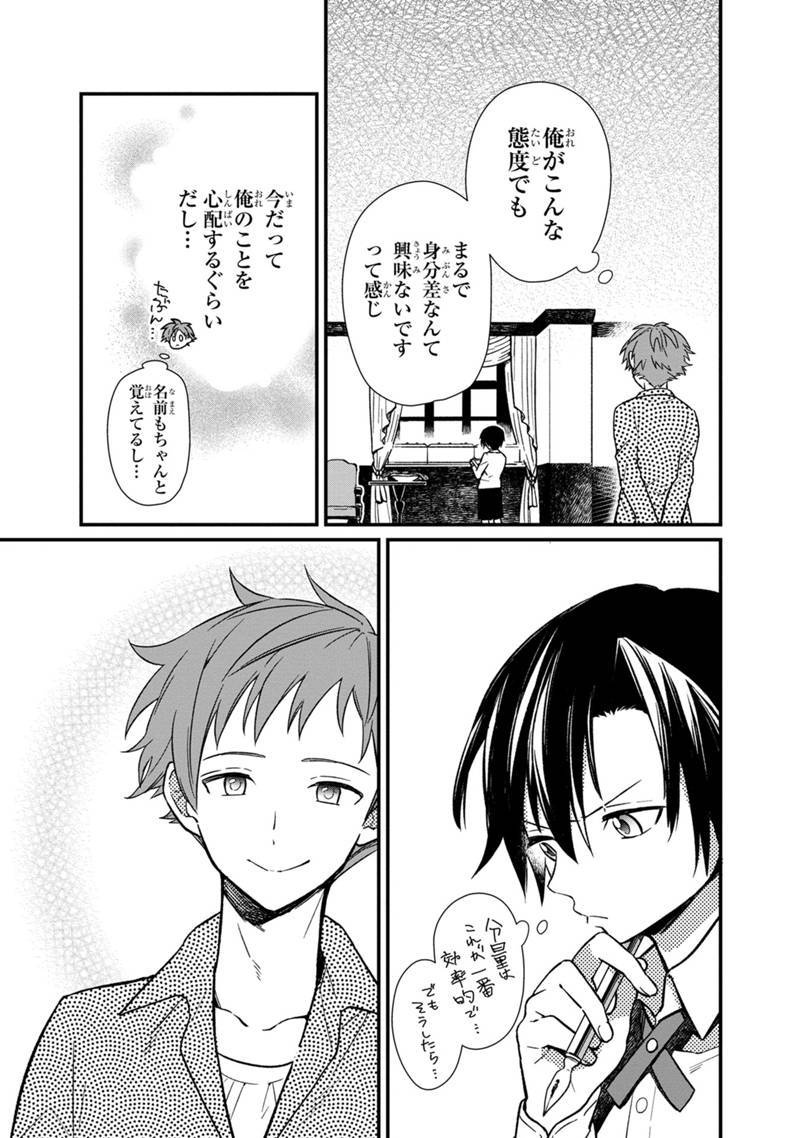 俺がこんな
態度でも
まるで
身分差なんて
興味ないです
って感じ
今だって
俺のことを
心配するぐらい
だし…
たぶん…
名前もちゃんと
覚えてるし…
分量は
これが一番
効率的で…
でも
そうしたら…